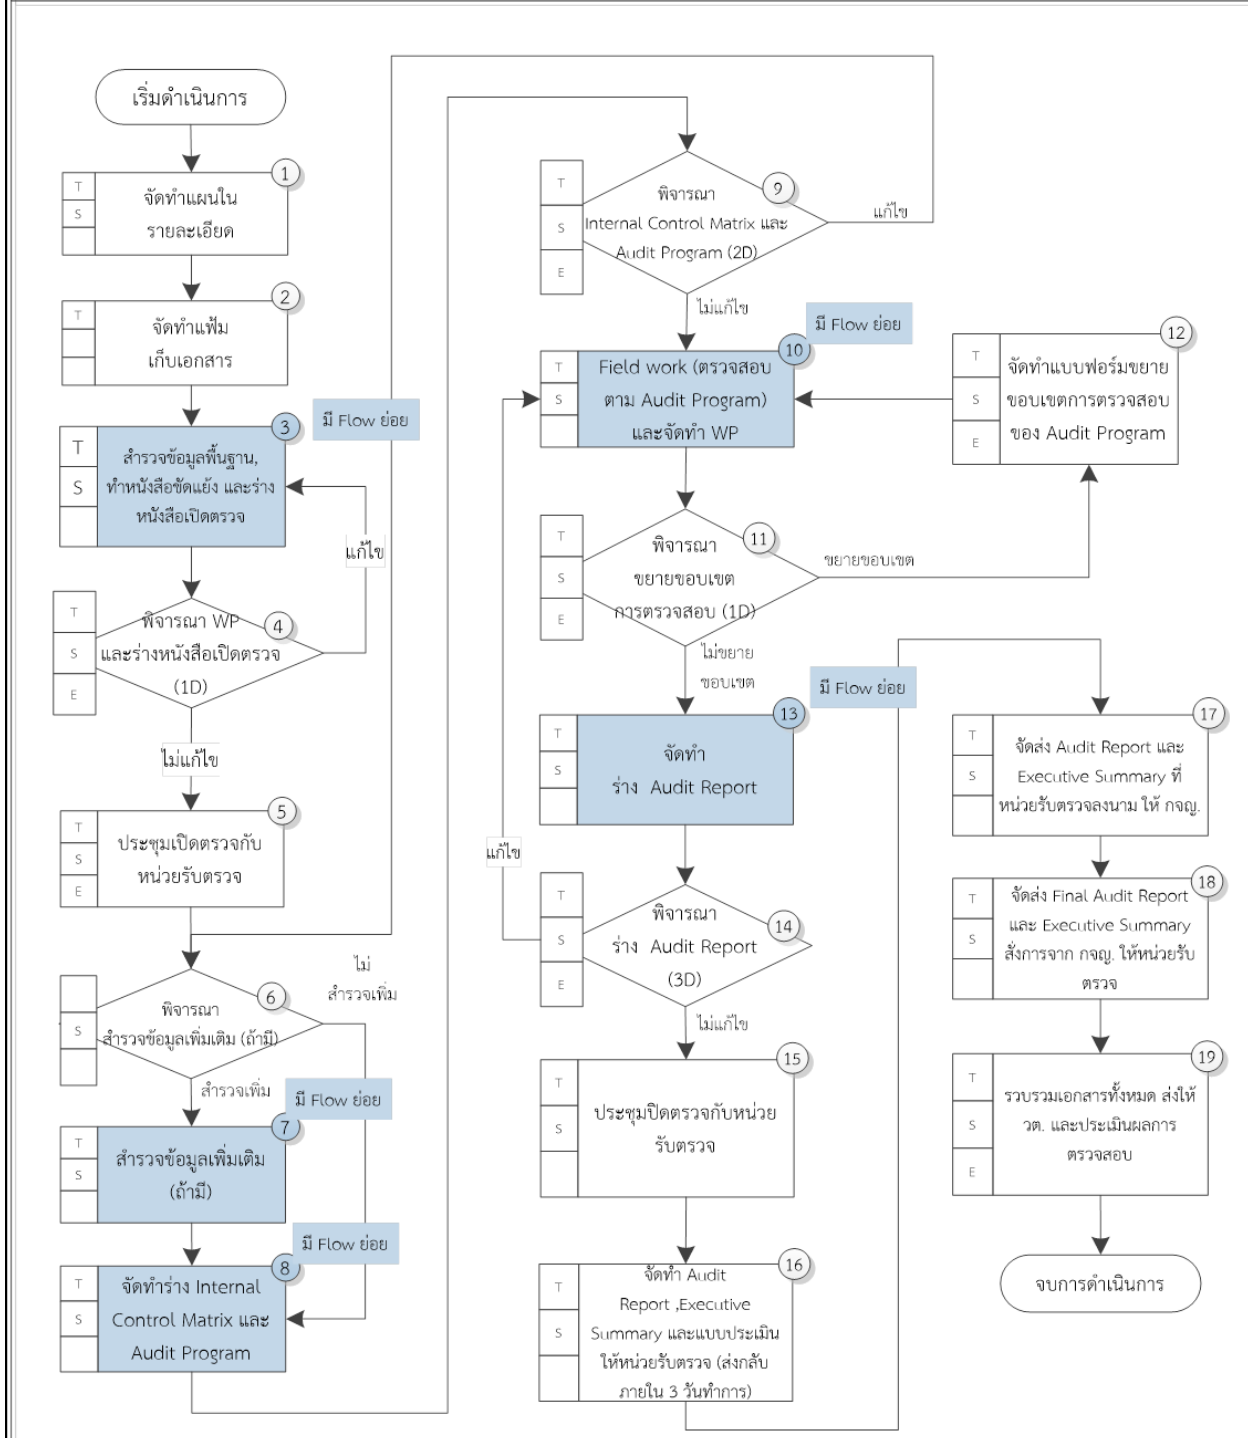 เริ่มดำเนินการ
1
T
S
จัดทำแผนใน
รายละเอียด
2
T
จัดทำแฟ้ม
เก็บเอกสาร
มี Flow ย่อย
3
T
S
สำรวจข้อมูลพื้นฐาน,
ทำหนังสือขัดแย้ง และร่าง
หนังสือเปิดตรวจ
แก้ไข
4
T
S
E
พิจารณา WP
และร่างหนังสือเปิดตรวจ
(1D)
ไม่แก้ไข
5
T
S
E
ประชุมเปิดตรวจกับ
หน่วยรับตรวจ
ไม่
สำรวจเพิ่ม
6
S
พิจารณา
สำรวจข้อมูลเพิ่มเติม (ถ้ามี)
สำรวจเพิ่ม
มี Flow ย่อย
7
T
S
สำรวจข้อมูลเพิ่มเติม
(ถ้ามี)
มี Flow ย่อย
8
T
S
จัดทำร่าง Internal
Control Matrix และ
Audit Program
9
T
S
E
พิจารณา
Internal Control Matrix และ
Audit Program (2D)
แก้ไข
ไม่แก้ไข
มี Flow ย่อย
10
T
S
Field work (ตรวจสอบ
ตาม Audit Program)
และจัดทำ WP
11
T
S
E
พิจารณา
ขยายขอบเขต
การตรวจสอบ (1D)
ขยายขอบเขต
12
T
S
E
จัดทำแบบฟอร์มขยาย
ขอบเขตการตรวจสอบ
ของ Audit Program
ไม่ขยาย
ขอบเขต
มี Flow ย่อย
13
T
S
จัดทำ
ร่าง Audit Report
แก้ไข
14
T
S
E
พิจารณา
ร่าง Audit Report
(3D)
ไม่แก้ไข
15
T
S
ประชุมปิดตรวจกับหน่วย
รับตรวจ
16
T
S
จัดทำ Audit
Report ,Executive
Summary และแบบประเมิน
ให้หน่วยรับตรวจ (ส่งกลับ
ภายใน 3 วันทำการ)
17
T
S
จัดส่ง Audit Report และ
Executive Summary ที่
หน่วยรับตรวจลงนาม ให้ กจญ.
18
T
S
จัดส่ง Final Audit Report
และ Executive Summary
สั่งการจาก กจญ. ให้หน่วยรับ
ตรวจ
19
T
S
E
รวบรวมเอกสารทั้งหมด ส่งให้
วต. และประเมินผลการ
ตรวจสอบ
จบการดำเนินการ